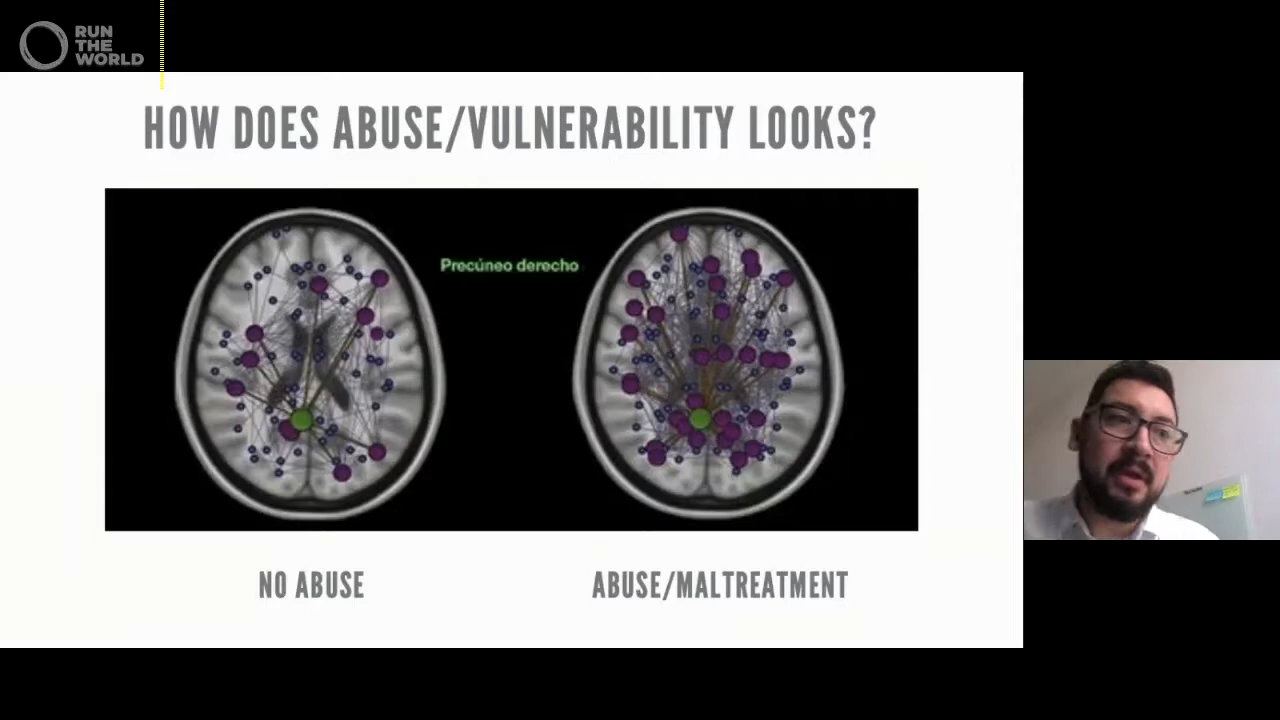 RUN
THE
WORLD
HOW DOES ABUSE/VULNERABILITY LOOKS?
Precúneo derecho
NO ABUSE
ABUSE/MALTREATMENT